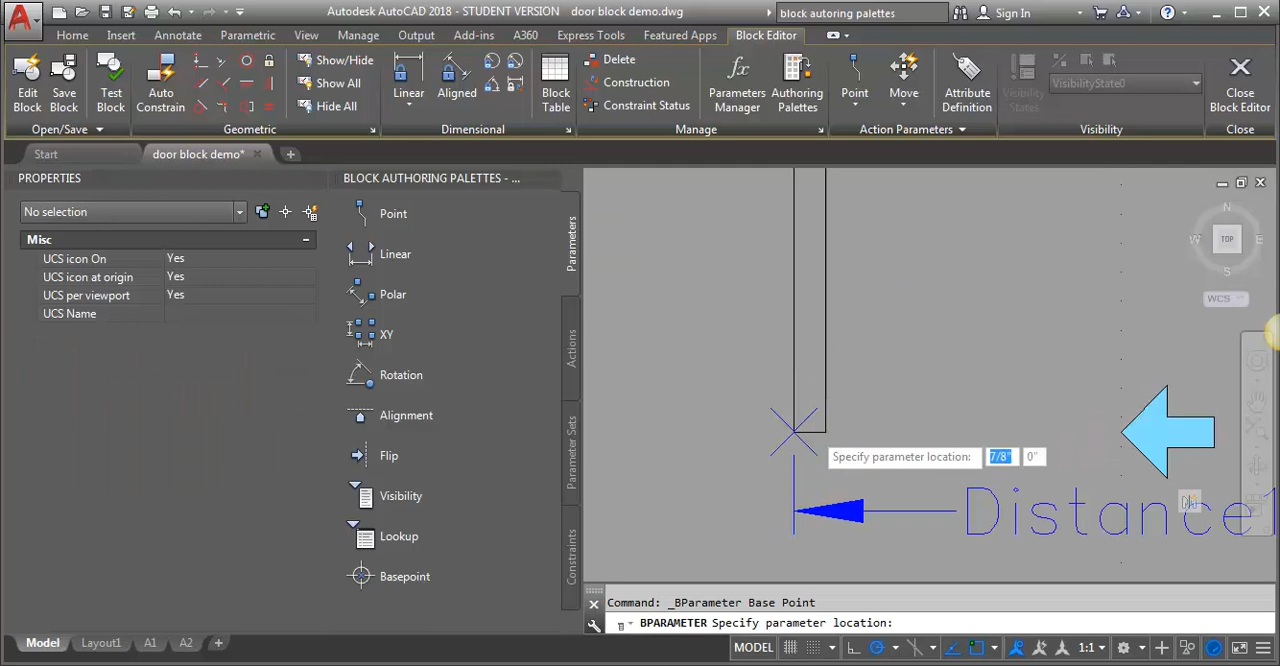 Autodesk AutoCAD 2018 - STUDENT VERSION door block demo.dwg block autoring palettes Sign In
Home Insert Annotate Parametric View Manage Output Add-ins A360 Express Tools Featured Apps Block Editor
Edit Block
Save Block
Test Block
Auto Constrain
Show/Hide
Show All
Hide All
Linear
Aligned
Block Table
Delete
Construction
Constraint Status
Parameters Manager
Authoring Palettes
Point
Move
Attribute Definition
Visibility States
VisibilityState0
Close Block Editor
Open/Save Geometric Dimensional Manage Action Parameters Visibility Close
Start door block demo*
PROPERTIES
No selection
Misc
UCS icon On Yes
UCS icon at origin Yes
UCS per viewport Yes
UCS Name
BLOCK AUTHORING PALETTES - ...
Point
Linear
Polar
XY
Rotation
Alignment
Flip
Visibility
Lookup
Basepoint
Parameters
Actions
Parameter Sets
Constraints
N
W TOP E
S
WCS
Specify parameter location: 7/8" 0"
Distance1
Command: _BParameter Base Point
BPARAMETER Specify parameter location:
Model Layout1 A1 A2 +
MODEL 1:1